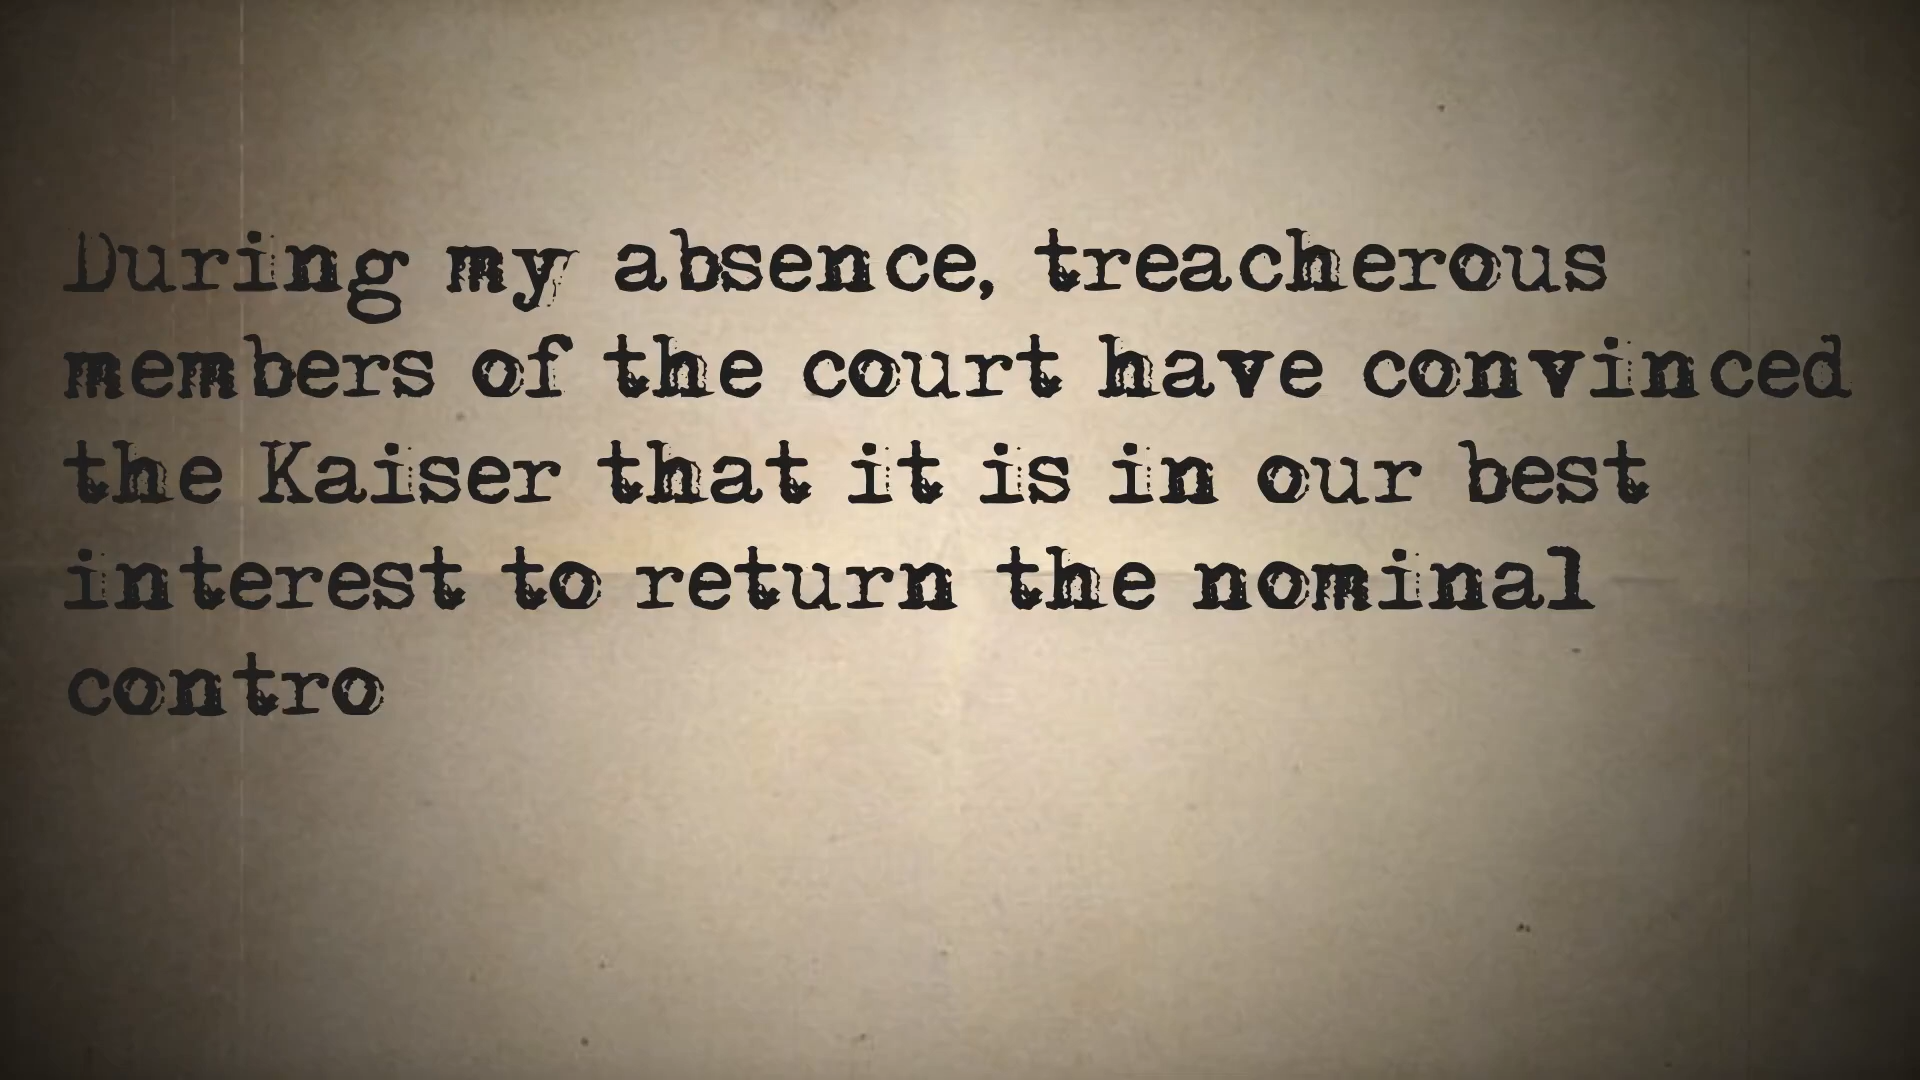 During my absence, treacherous
members of the court have convinced
the Kaiser that it is in our best
interest to return the nominal
contro